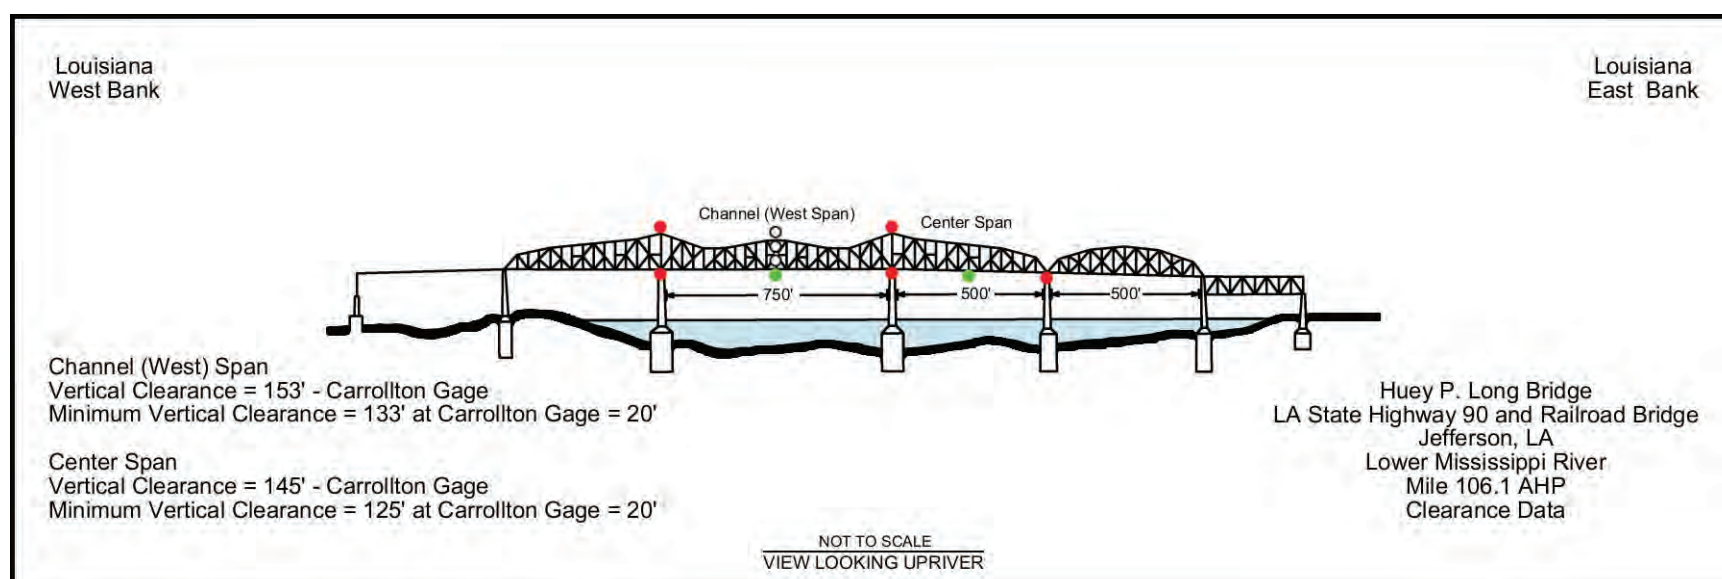 Louisiana
West Bank
Louisiana
East Bank
Channel (West Span)
Center Span
750'
500'
500'
Channel (West) Span
Vertical Clearance = 153' - Carrollton Gage
Minimum Vertical Clearance = 133' at Carrollton Gage = 20'
Center Span
Vertical Clearance = 145' - Carrollton Gage
Minimum Vertical Clearance = 125' at Carrollton Gage = 20'
Huey P. Long Bridge
LA State Highway 90 and Railroad Bridge
Jefferson, LA
Lower Mississippi River
Mile 106.1 AHP
Clearance Data
NOT TO SCALE
VIEW LOOKING UPRIVER